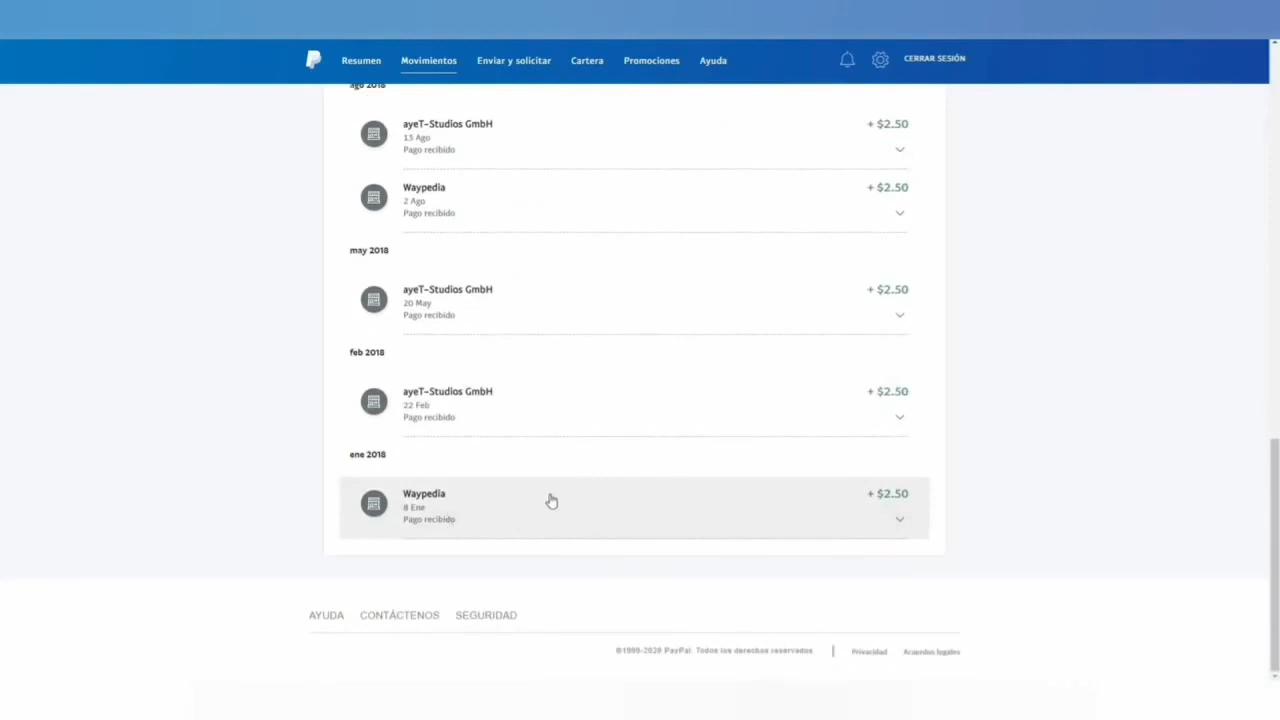 Resumen Movimientos Enviar y solicitar Cartera Promociones Ayuda CERRAR SESIÓN
ago 2018
ayeT-Studios GmbH + $2.50
13 Ago
Pago recibido
Waypedia + $2.50
2 Ago
Pago recibido
may 2018
ayeT-Studios GmbH + $2.50
20 May
Pago recibido
feb 2018
ayeT-Studios GmbH + $2.50
22 Feb
Pago recibido
ene 2018
Waypedia + $2.50
8 Ene
Pago recibido
AYUDA CONTÁCTENOS SEGURIDAD
©1999-2020 PayPal. Todos los derechos reservados | Privacidad Acuerdos legales